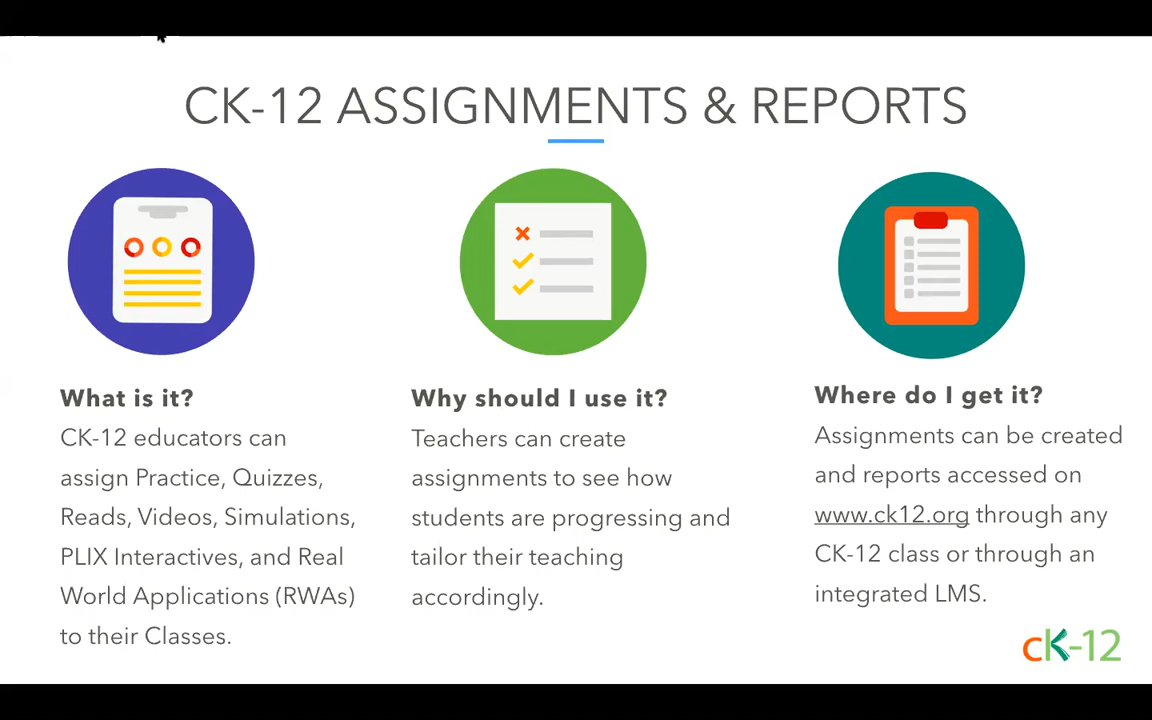 CK-12 ASSIGNMENTS & REPORTS
What is it?
CK-12 educators can
assign Practice, Quizzes,
Reads, Videos, Simulations,
PLIX Interactives, and Real
World Applications (RWAs)
to their Classes.
Why should I use it?
Teachers can create
assignments to see how
students are progressing and
tailor their teaching
accordingly.
Where do I get it?
Assignments can be created
and reports accessed on
www.ck12.org through any
CK-12 class or through an
integrated LMS.
cK-12